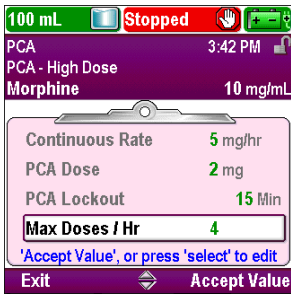 100 mL Stopped
PCA 3:42 PM
PCA - High Dose
Morphine 10 mg/mL
Continuous Rate 5 mg/hr
PCA Dose 2 mg
PCA Lockout 15 Min
Max Doses / Hr 4
'Accept Value', or press 'select' to edit
Exit Accept Value